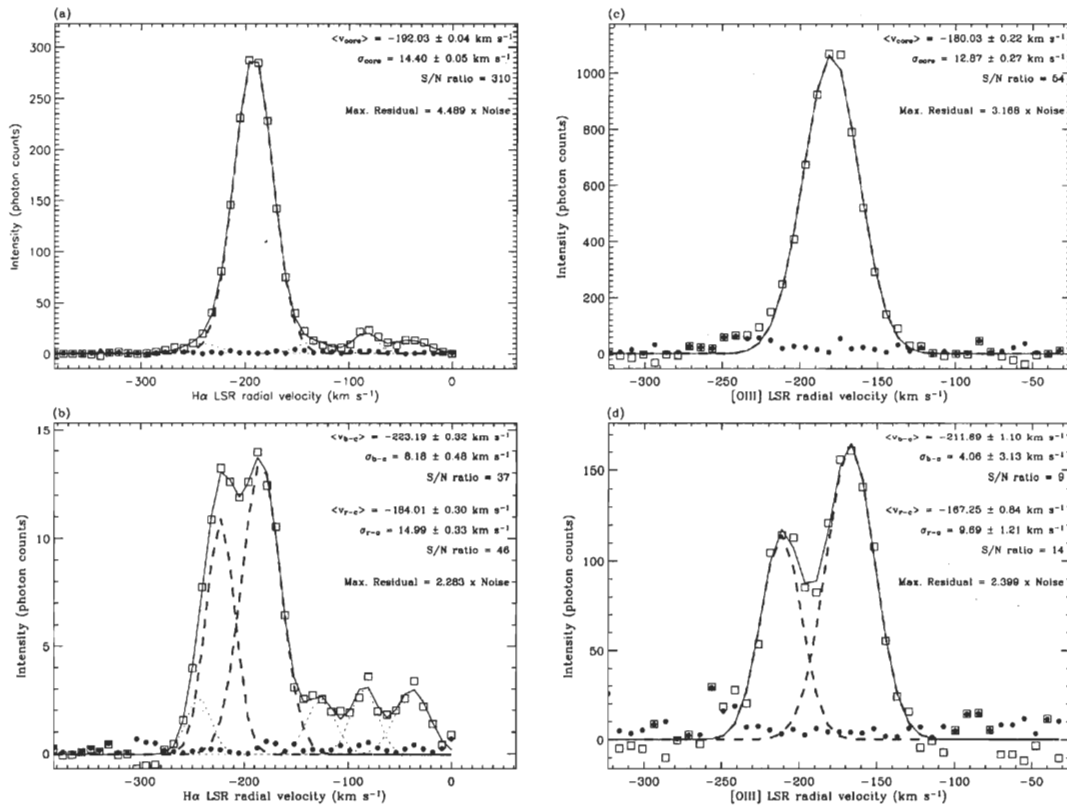 (a)
<v_core> = -192.03 ± 0.04 km s⁻¹
σ_core = 14.40 ± 0.05 km s⁻¹
S/N ratio = 310
Max. Residual = 4.489 x Noise
Intensity (photon counts)
300
250
200
150
100
50
0
-300
-200
-100
0
Hα LSR radial velocity (km s⁻¹)
(c)
<v_core> = -180.03 ± 0.22 km s⁻¹
σ_core = 12.87 ± 0.27 km s⁻¹
S/N ratio = 54
Max. Residual = 3.168 x Noise
Intensity (photon counts)
1000
800
600
400
200
0
-300
-250
-200
-150
-100
-50
[OIII] LSR radial velocity (km s⁻¹)
(b)
<v_b-c> = -223.19 ± 0.32 km s⁻¹
σ_b-c = 8.18 ± 0.48 km s⁻¹
S/N ratio = 37
<v_r-c> = -184.01 ± 0.30 km s⁻¹
σ_r-c = 14.99 ± 0.33 km s⁻¹
S/N ratio = 46
Max. Residual = 2.283 x Noise
Intensity (photon counts)
15
10
5
0
-300
-200
-100
0
Hα LSR radial velocity (km s⁻¹)
(d)
<v_b-c> = -211.69 ± 1.10 km s⁻¹
σ_b-c = 4.06 ± 3.13 km s⁻¹
S/N ratio = 9
<v_r-c> = -167.25 ± 0.84 km s⁻¹
σ_r-c = 9.69 ± 1.21 km s⁻¹
S/N ratio = 14
Max. Residual = 2.399 x Noise
Intensity (photon counts)
150
100
50
0
-300
-250
-200
-150
-100
-50
[OIII] LSR radial velocity (km s⁻¹)